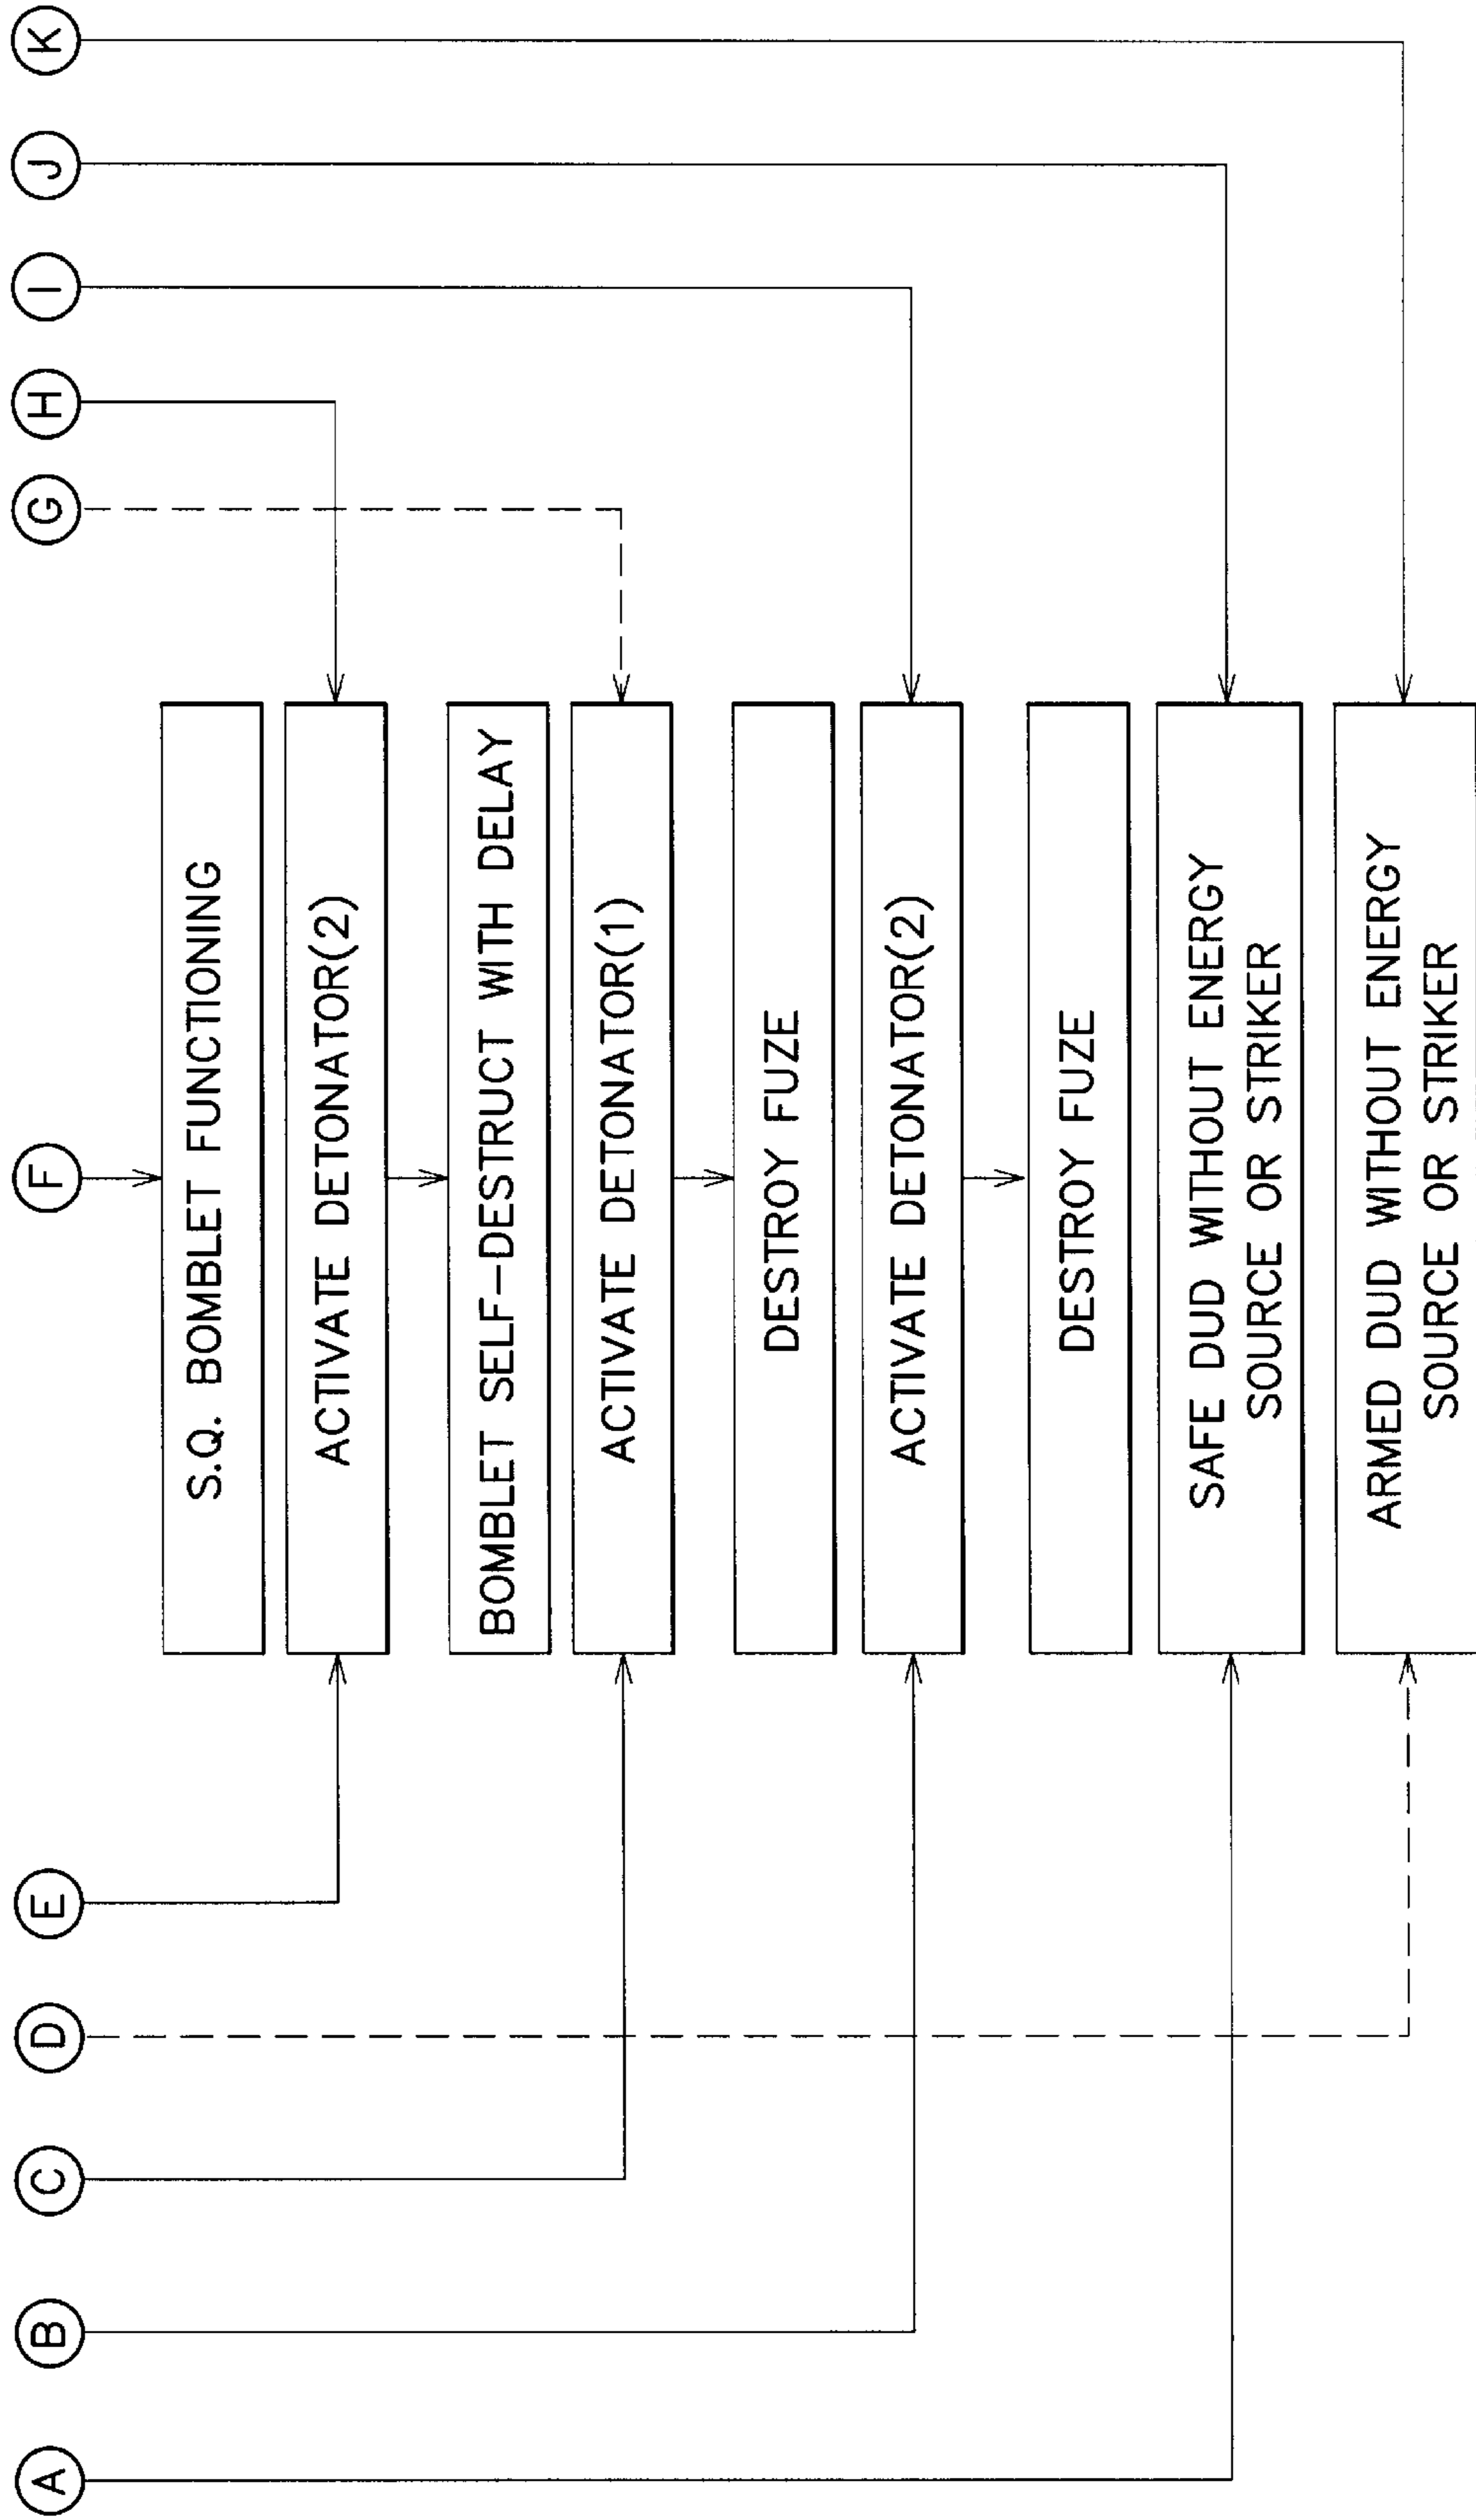 A
B
C
D
E
F
G
H
I
J
K
S.Q. BOMBLET FUNCTIONING
ACTIVATE DETONATOR(2)
BOMBLET SELF-DESTRUCT WITH DELAY
ACTIVATE DETONATOR(1)
DESTROY FUZE
ACTIVATE DETONATOR(2)
DESTROY FUZE
SAFE DUD WITHOUT ENERGY
SOURCE OR STRIKER
ARMED DUD WITHOUT ENERGY
SOURCE OR STRIKER